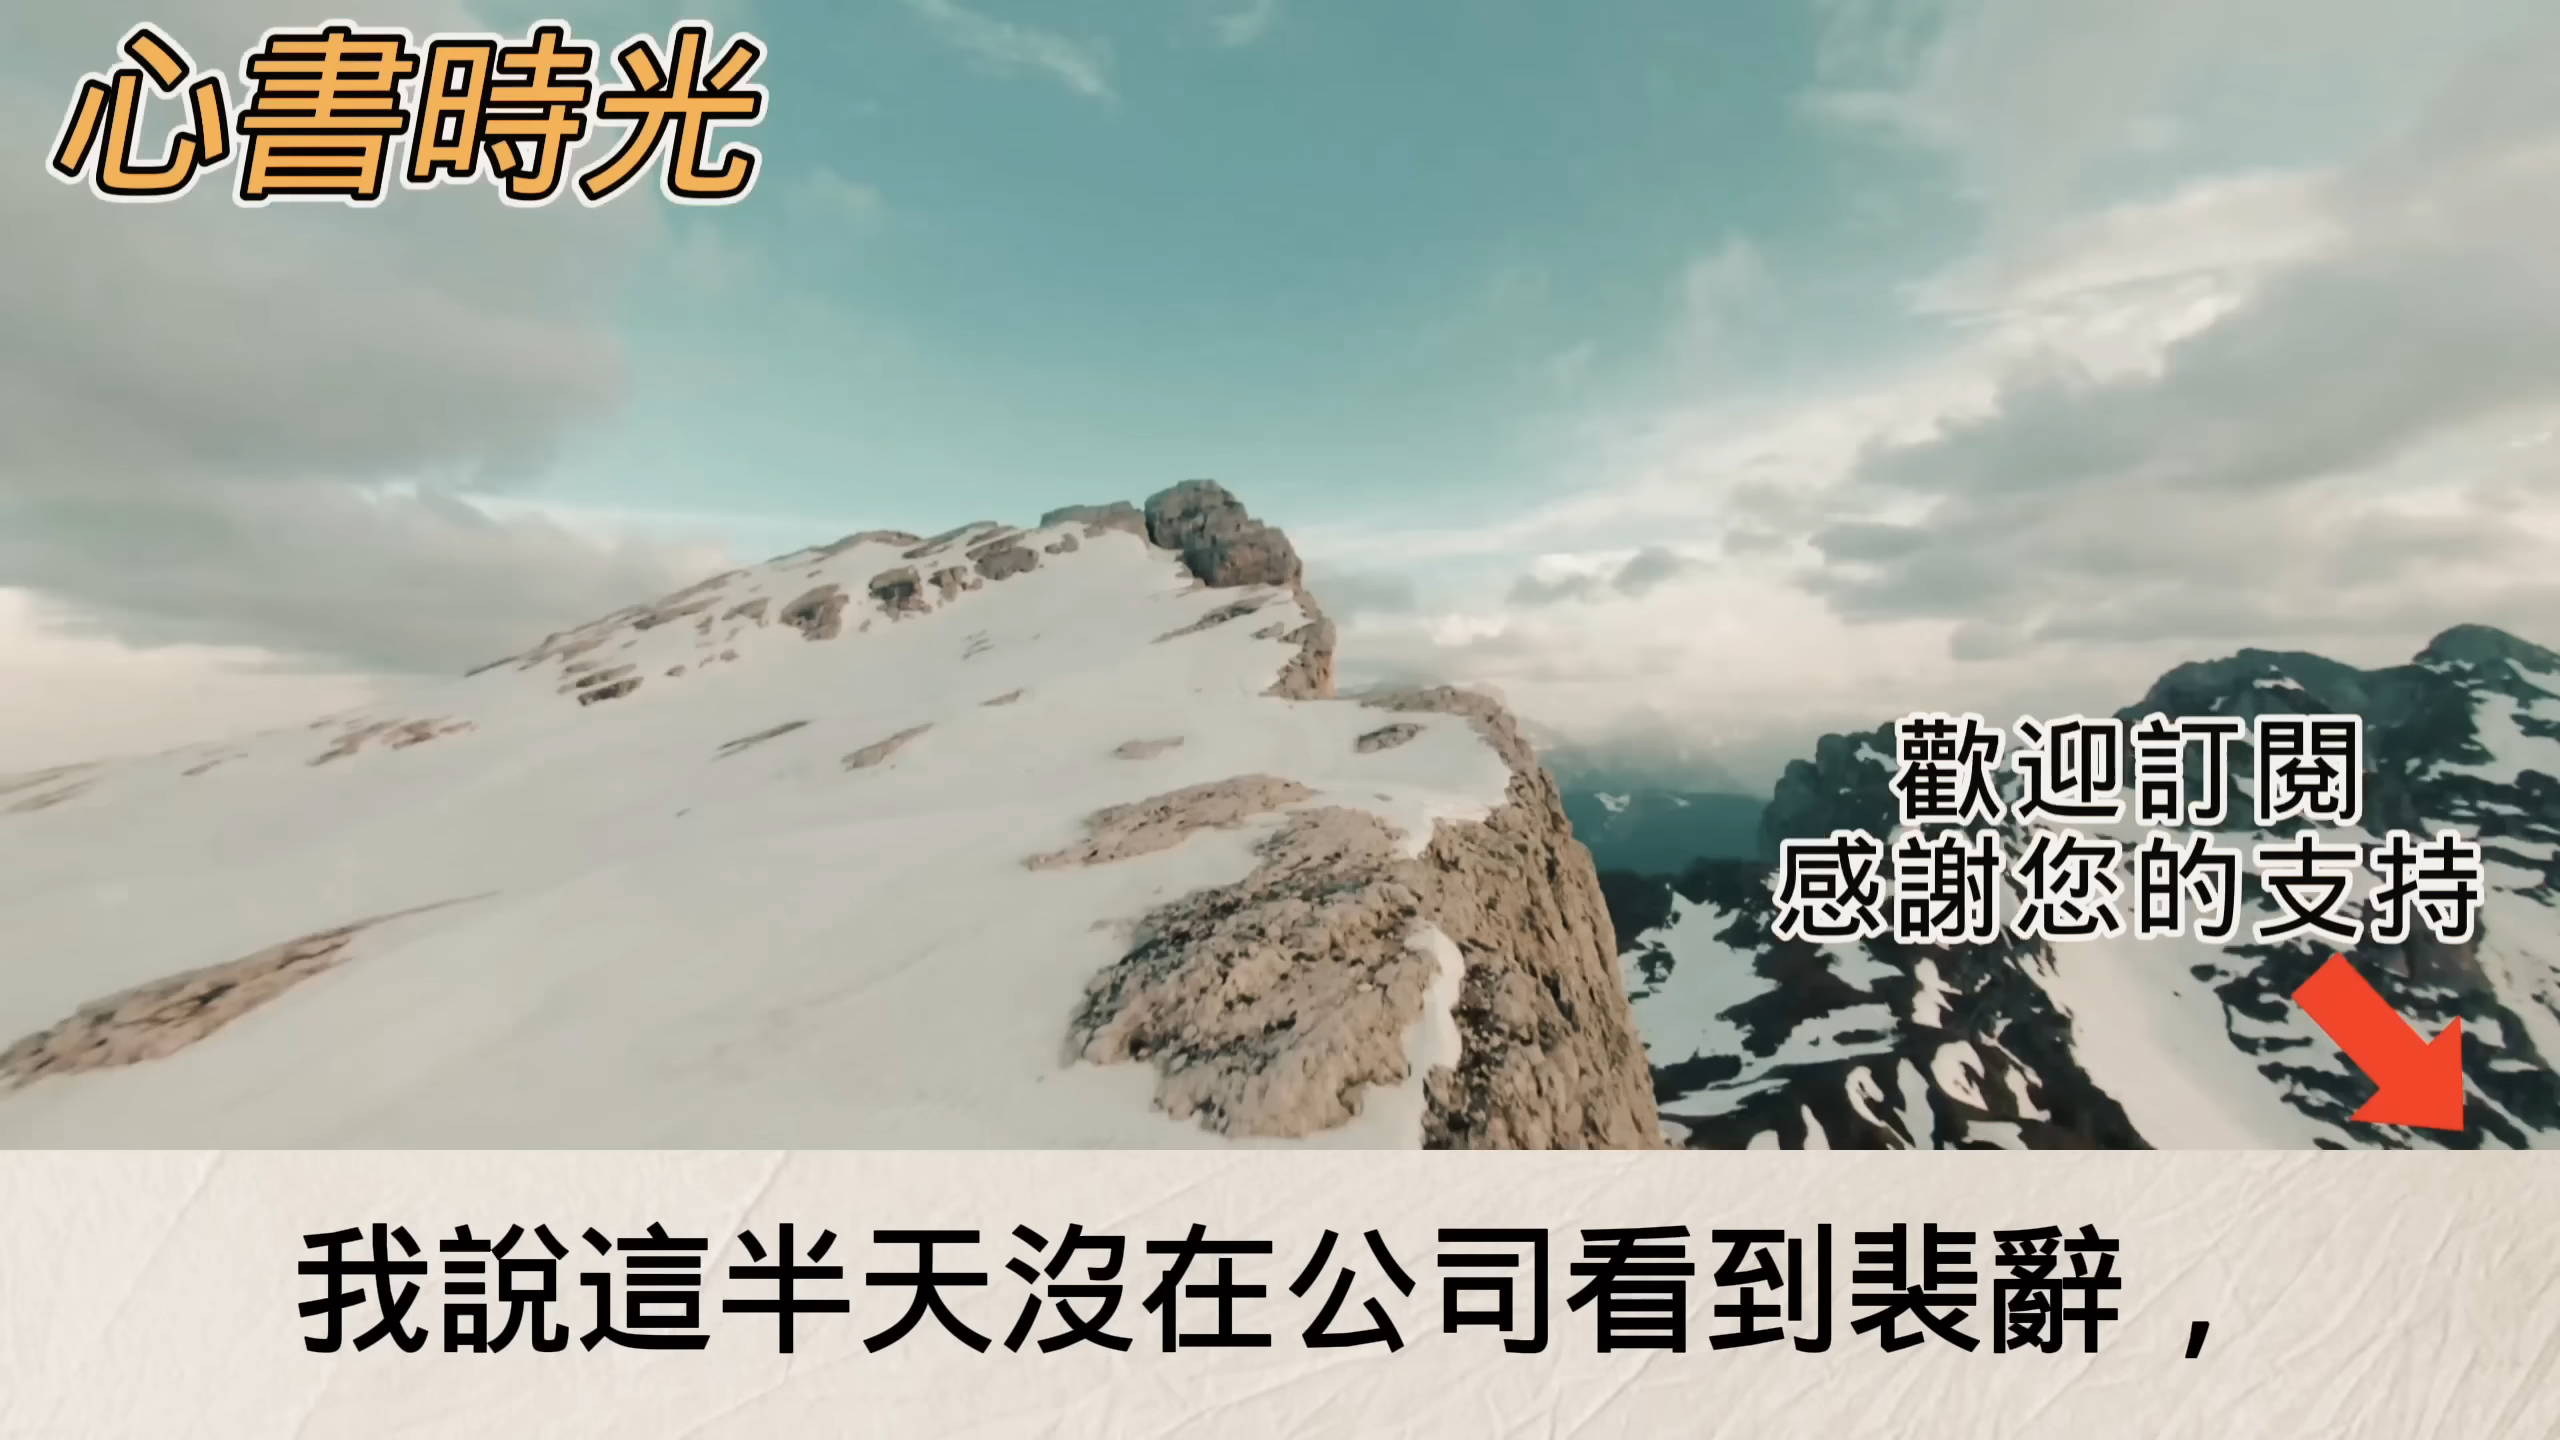 心書時光
歡迎訂閱
感謝您的支持
我說這半天沒在公司看到裴辭，